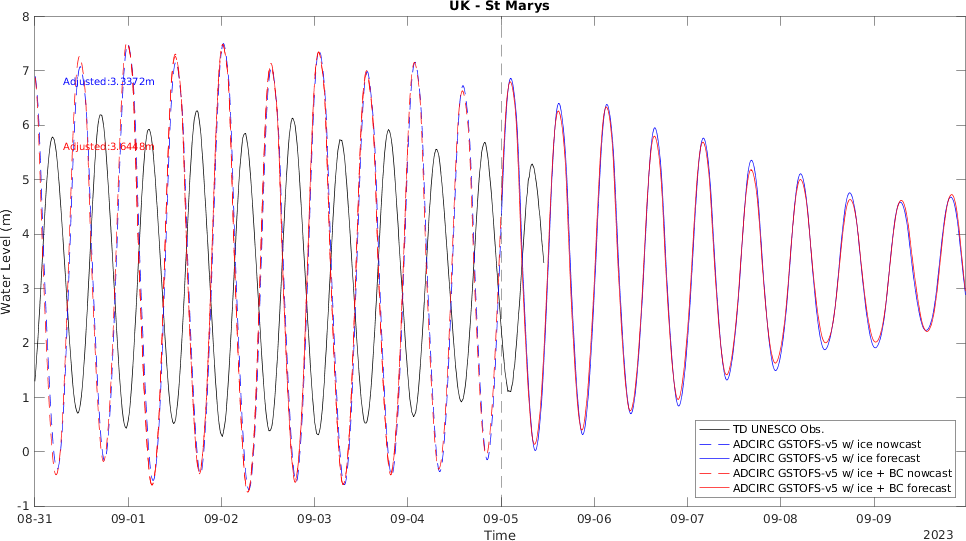 UK - St Marys
8
7
6
5
4
3
2
1
0
-1
Water Level (m)
Adjusted:3.3372m
Adjusted:3.6448m
TD UNESCO Obs.
ADCIRC GSTOFS-v5 w/ ice nowcast
ADCIRC GSTOFS-v5 w/ ice forecast
ADCIRC GSTOFS-v5 w/ ice + BC nowcast
ADCIRC GSTOFS-v5 w/ ice + BC forecast
08-31 09-01 09-02 09-03 09-04 09-05 09-06 09-07 09-08 09-09
Time
2023